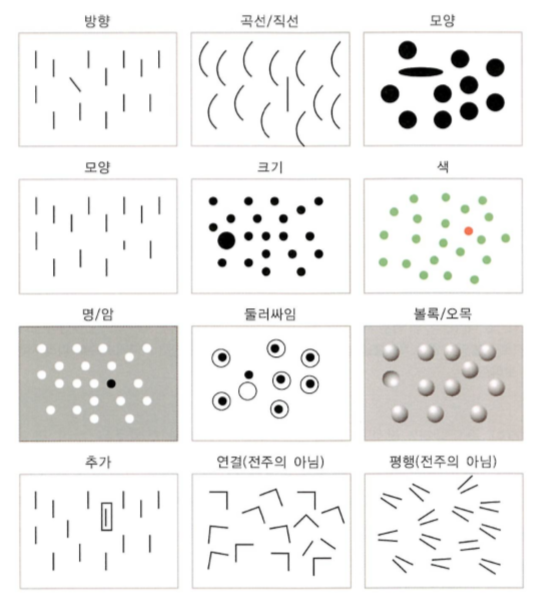 방향
곡선/직선
모양
모양
크기
색
명/암
둘러싸임
볼록/오목
추가
연결(전주의 아님)
평행(전주의 아님)